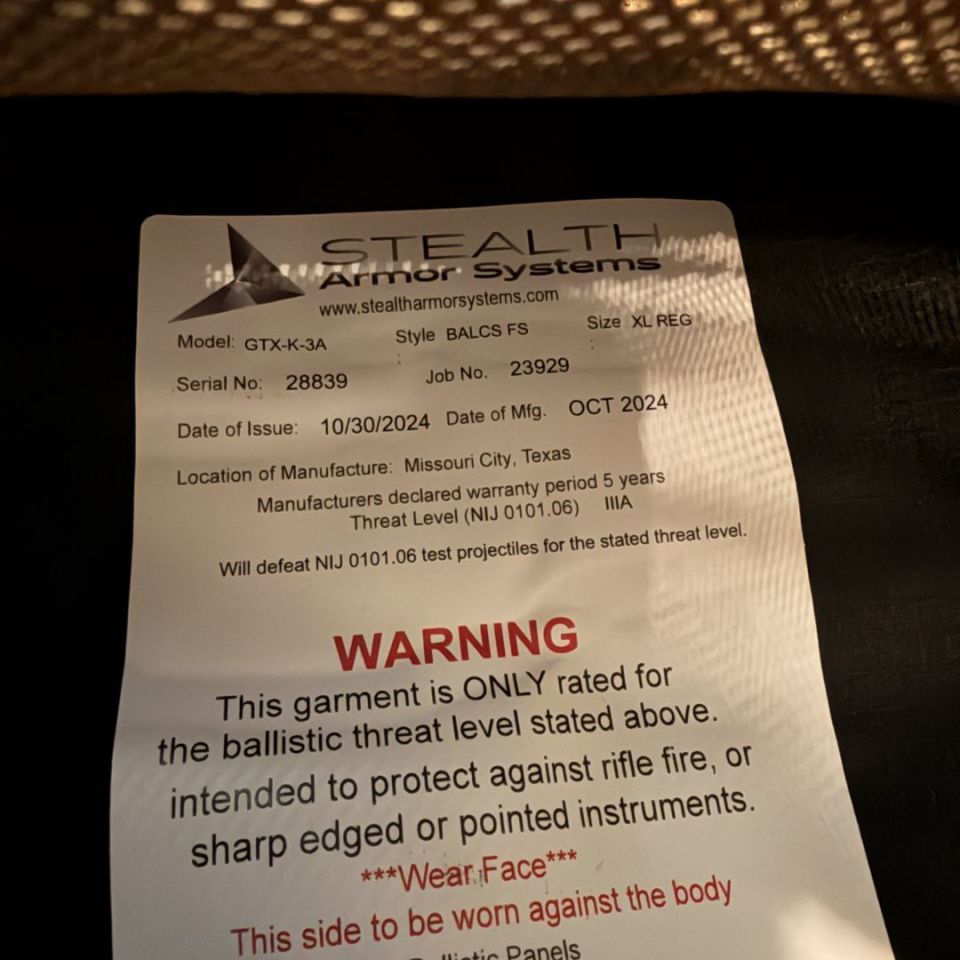 STEALTH
Armor Systems
www.stealtharmorsystems.com
Model: GTX-K-3A Style : BALCS FS Size : XL REG
Serial No: 28839 Job No. 23929
Date of Issue: 10/30/2024 Date of Mfg. OCT 2024
Location of Manufacture: Missouri City, Texas
Manufacturers declared warranty period 5 years
Threat Level (NIJ 0101.06) IIIA
Will defeat NIJ 0101.06 test projectiles for the stated threat level.
WARNING
This garment is ONLY rated for
the ballistic threat level stated above.
intended to protect against rifle fire, or
sharp edged or pointed instruments.
***Wear Face***
This side to be worn against the body
Panels